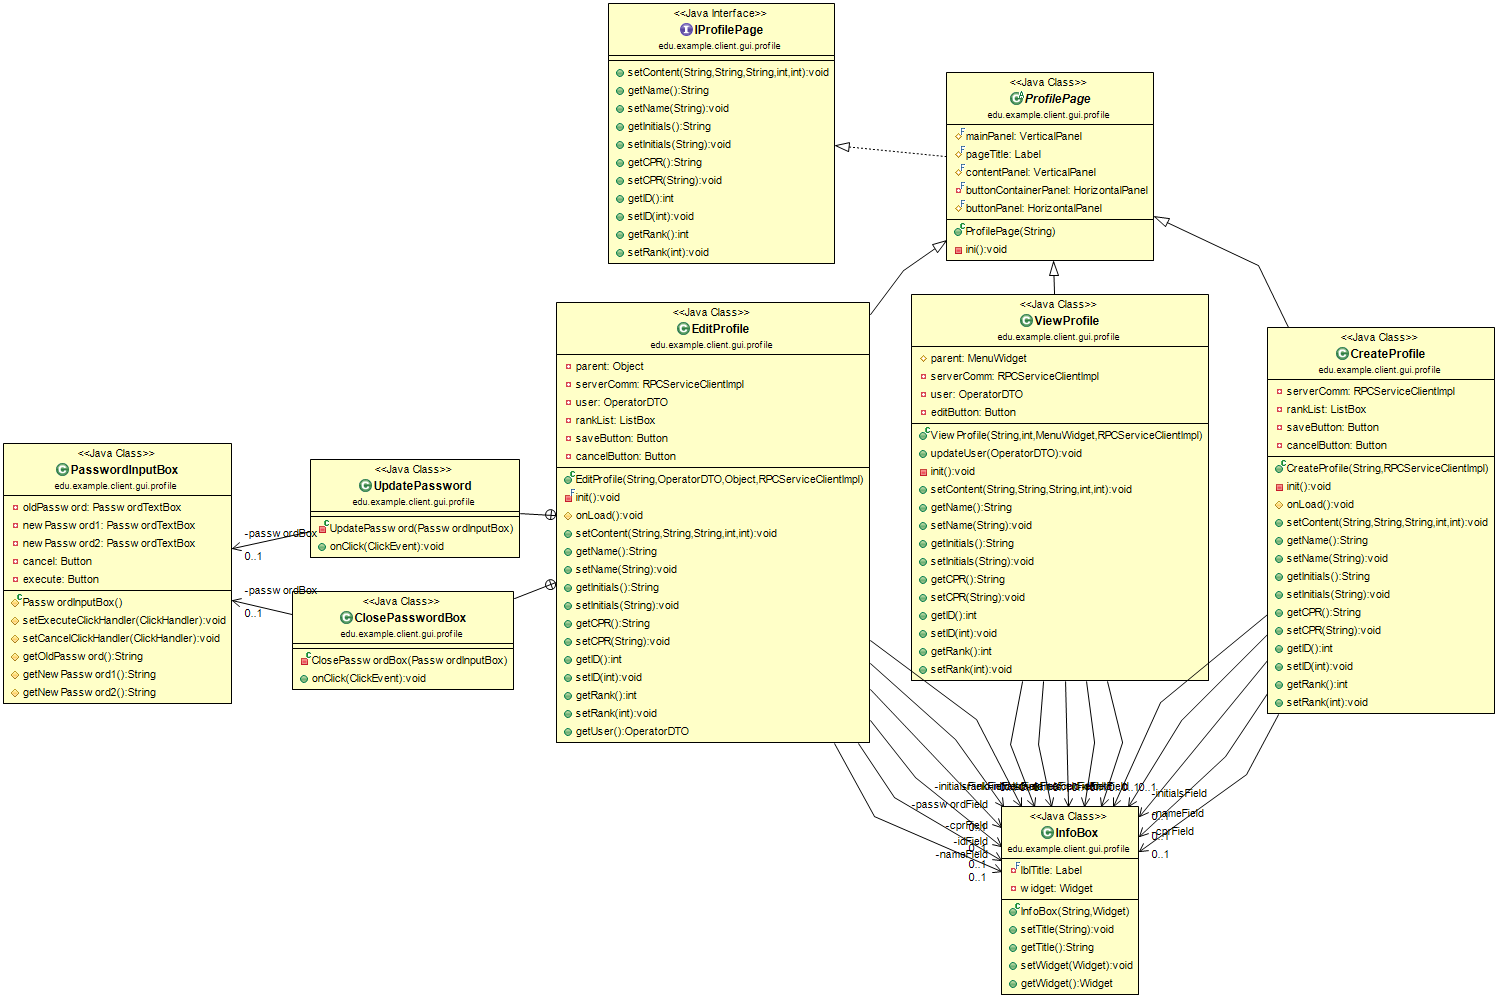 <<Java Interface>>
IProfilePage
edu.example.client.gui.profile
setContent(String,String,String,int,int):void
getName():String
setName(String):void
getInitials():String
setInitials(String):void
getCPR():String
setCPR(String):void
getID():int
setID(int):void
getRank():int
setRank(int):void
<<Java Class>>
ProfilePage
edu.example.client.gui.profile
mainPanel: VerticalPanel
pageTitle: Label
contentPanel: VerticalPanel
buttonContainerPanel: HorizontalPanel
buttonPanel: HorizontalPanel
ProfilePage(String)
ini():void
<<Java Class>>
EditProfile
edu.example.client.gui.profile
parent: Object
serverComm: RPCServiceClientImpl
user: OperatorDTO
rankList: ListBox
saveButton: Button
cancelButton: Button
EditProfile(String,OperatorDTO,Object,RPCServiceClientImpl)
init():void
onLoad():void
setContent(String,String,String,int,int):void
getName():String
setName(String):void
getInitials():String
setInitials(String):void
getCPR():String
setCPR(String):void
getID():int
setID(int):void
getRank():int
setRank(int):void
getUser():OperatorDTO
<<Java Class>>
ViewProfile
edu.example.client.gui.profile
parent: MenuWidget
serverComm: RPCServiceClientImpl
user: OperatorDTO
editButton: Button
ViewProfile(String,int,MenuWidget,RPCServiceClientImpl)
updateUser(OperatorDTO):void
init():void
setContent(String,String,String,int,int):void
getName():String
setName(String):void
getInitials():String
setInitials(String):void
getCPR():String
setCPR(String):void
getID():int
setID(int):void
getRank():int
setRank(int):void
<<Java Class>>
CreateProfile
edu.example.client.gui.profile
serverComm: RPCServiceClientImpl
rankList: ListBox
saveButton: Button
cancelButton: Button
CreateProfile(String,RPCServiceClientImpl)
init():void
onLoad():void
setContent(String,String,String,int,int):void
getName():String
setName(String):void
getInitials():String
setInitials(String):void
getCPR():String
setCPR(String):void
getID():int
setID(int):void
getRank():int
setRank(int):void
<<Java Class>>
PasswordInputBox
edu.example.client.gui.profile
oldPassword: PasswordTextBox
newPassword1: PasswordTextBox
newPassword2: PasswordTextBox
cancel: Button
execute: Button
PasswordInputBox()
setExecuteClickHandler(ClickHandler):void
setCancelClickHandler(ClickHandler):void
getOldPassword():String
getNewPassword1():String
getNewPassword2():String
<<Java Class>>
UpdatePassword
edu.example.client.gui.profile
UpdatePassword(PasswordInputBox)
onClick(ClickEvent):void
-passwordBox
0..1
<<Java Class>>
ClosePasswordBox
edu.example.client.gui.profile
ClosePasswordBox(PasswordInputBox)
onClick(ClickEvent):void
-passwordBox
0..1
-passwordField
-cprField
-idField
-nameField
0..1
0..1
-initialsField
-nameField
-cprField
0..1
<<Java Class>>
InfoBox
edu.example.client.gui.profile
lblTitle: Label
widget: Widget
InfoBox(String,Widget)
setTitle(String):void
getTitle():String
setWidget(Widget):void
getWidget():Widget